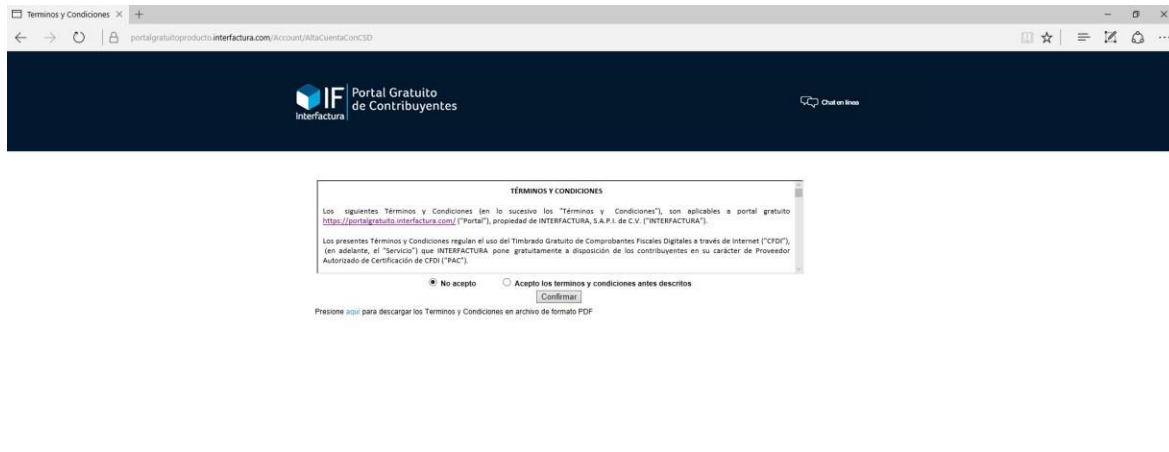 Terminos y Condiciones
portalgratuitoproducto.interfactura.com/Account/AltaCuentaConCSD
IF
interfactura
Portal Gratuito
de Contribuyentes
Chat en línea
TÉRMINOS Y CONDICIONES
Los siguientes Términos y Condiciones (en lo sucesivo los "Términos y Condiciones"), son aplicables a portal gratuito
https://portalgratuito.interfactura.com/ ("Portal"), propiedad de INTERFACTURA, S.A.P.I. de C.V. ("INTERFACTURA").
Los presentes Términos y Condiciones regulan el uso del Timbrado Gratuito de Comprobantes Fiscales Digitales a través de Internet ("CFDI"),
(en adelante, el "Servicio") que INTERFACTURA pone gratuitamente a disposición de los contribuyentes en su carácter de Proveedor
Autorizado de Certificación de CFDI ("PAC").
No acepto
Acepto los terminos y condiciones antes descritos
Confirmar
Presione aquí para descargar los Terminos y Condiciones en archivo de formato PDF